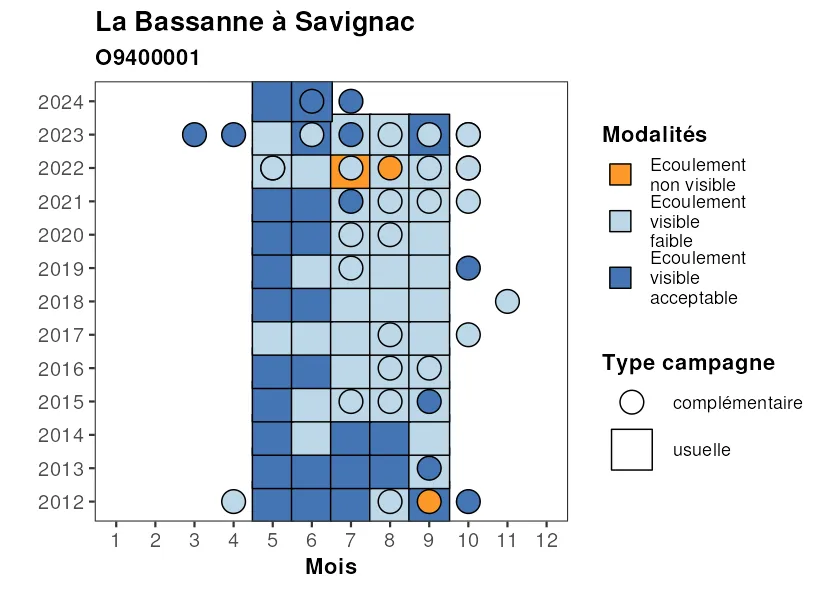 La Bassanne à Savignac
O9400001
2024
2023
2022
2021
2020
2019
2018
2017
2016
2015
2014
2013
2012
1 2 3 4 5 6 7 8 9 10 11 12
Mois
Modalités
Ecoulement
non visible
Ecoulement
visible
faible
Ecoulement
visible
acceptable
Type campagne
complémentaire
usuelle